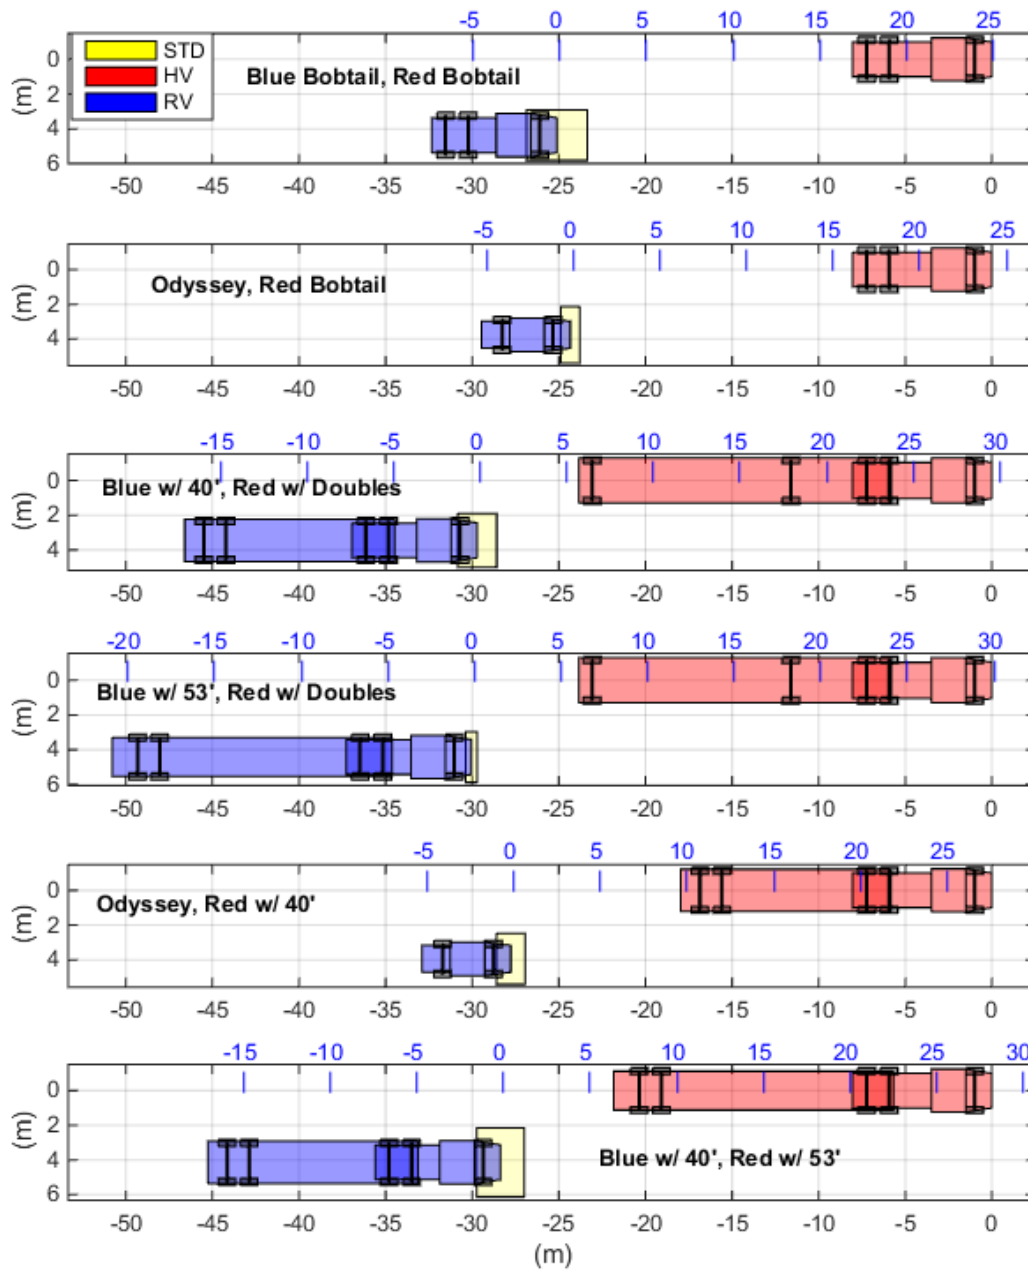 -5 0 5 10 15 20 25
STD
HV
RV
Blue Bobtail, Red Bobtail
(m)
0
2
4
6
-50 -45 -40 -35 -30 -25 -20 -15 -10 -5 0
-5 0 5 10 15 20 25
Odyssey, Red Bobtail
(m)
0
2
4
-50 -45 -40 -35 -30 -25 -20 -15 -10 -5 0
-15 -10 -5 0 5 10 15 20 25 30
Blue w/ 40', Red w/ Doubles
(m)
0
2
4
-50 -45 -40 -35 -30 -25 -20 -15 -10 -5 0
-20 -15 -10 -5 0 5 10 15 20 25 30
Blue w/ 53', Red w/ Doubles
(m)
0
2
4
6
-50 -45 -40 -35 -30 -25 -20 -15 -10 -5 0
-5 0 5 10 15 20 25
Odyssey, Red w/ 40'
(m)
0
2
4
-50 -45 -40 -35 -30 -25 -20 -15 -10 -5 0
-15 -10 -5 0 5 10 15 20 25 30
Blue w/ 40', Red w/ 53'
(m)
0
2
4
6
-50 -45 -40 -35 -30 -25 -20 -15 -10 -5 0
(m)